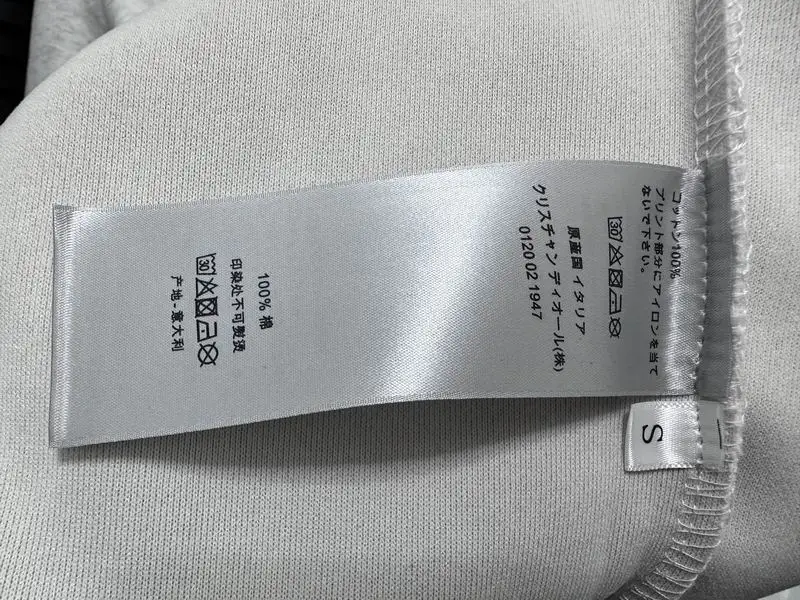 コットン100%
プリント部分にアイロンを当て
ないで下さい。
30
原産国 イタリア
クリスチャン ディオール(株)
0120 02 1947
100% 棉
印染处不可熨烫
30
产地-意大利
S